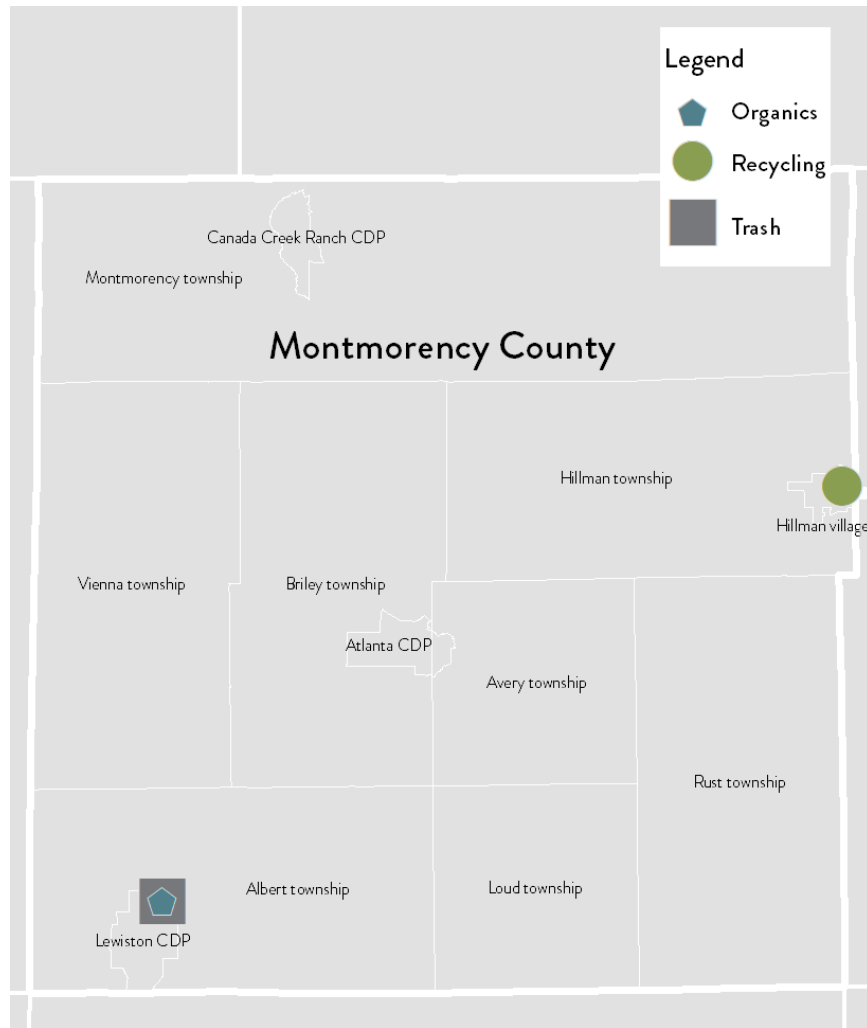 Legend
Organics
Recycling
Trash
Canada Creek Ranch CDP
Montmorency township
Montmorency County
Hillman township
Hillman village
Vienna township
Briley township
Atlanta CDP
Avery township
Rust township
Albert township
Loud township
Lewiston CDP